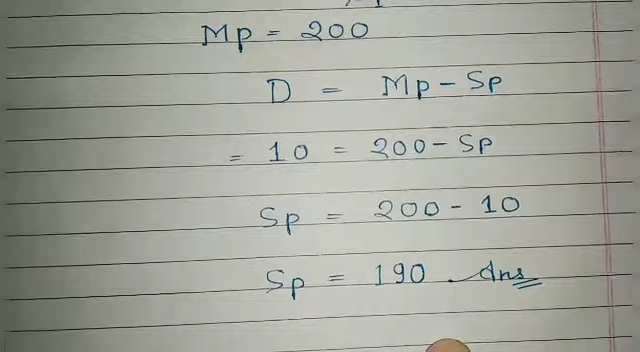 Mp = 200
D = Mp - Sp
= 10 = 200 - Sp
Sp = 200 - 10
Sp = 190 Ans